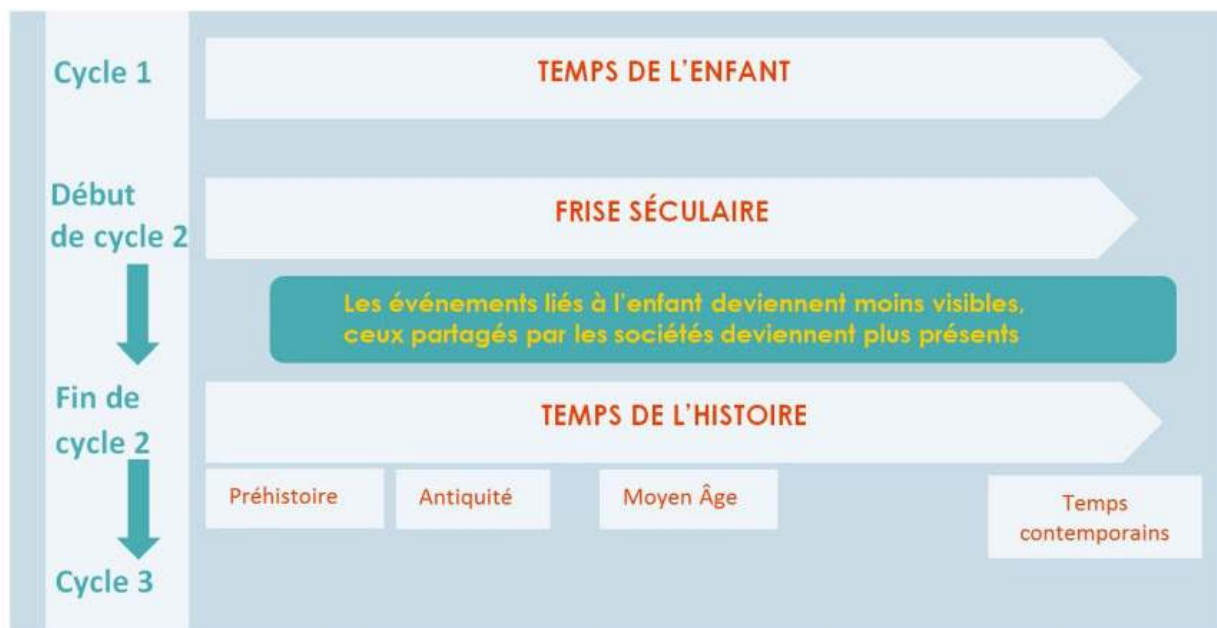 Cycle 1
TEMPS DE L'ENFANT
Début
de cycle 2
FRISE SÉCULAIRE
Les événements liés à l'enfant deviennent moins visibles,
ceux partagés par les sociétés deviennent plus présents
Fin de
cycle 2
TEMPS DE L'HISTOIRE
Préhistoire
Antiquité
Moyen Âge
Temps
contemporains
Cycle 3